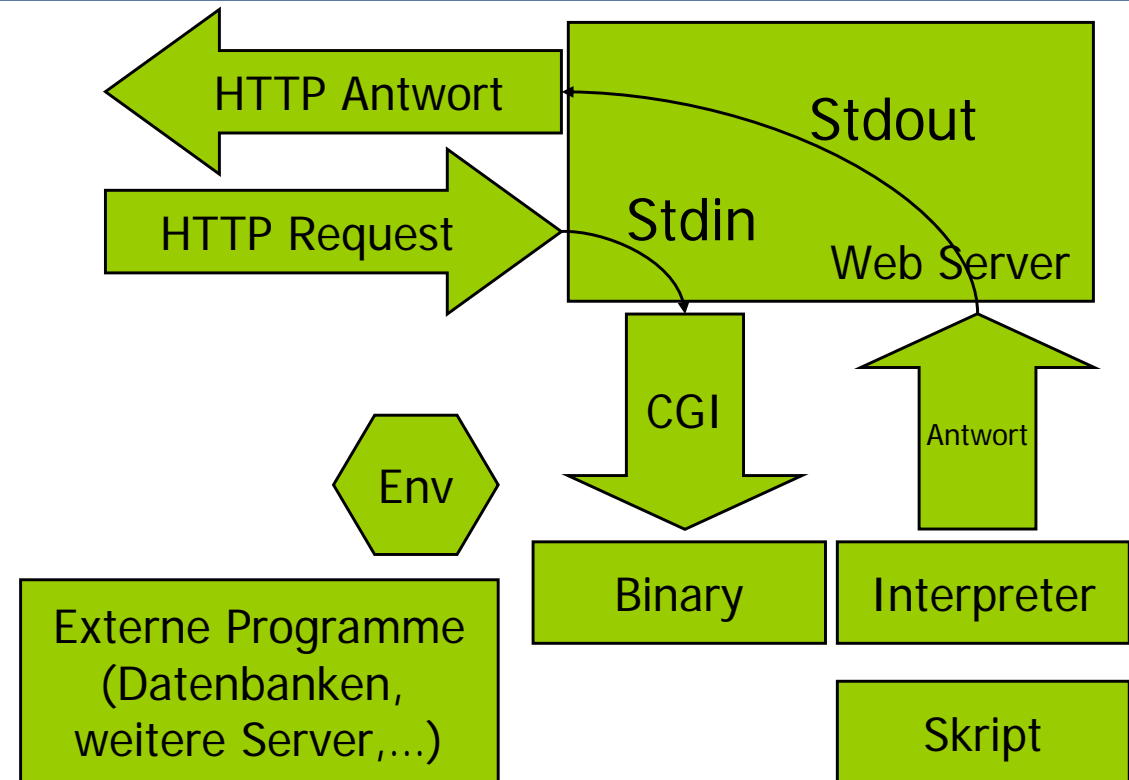 HTTP Antwort
Stdout
HTTP Request
Stdin
Web Server
CGI
Antwort
Env
Binary
Interpreter
Externe Programme
(Datenbanken,
weitere Server,...)
Skript